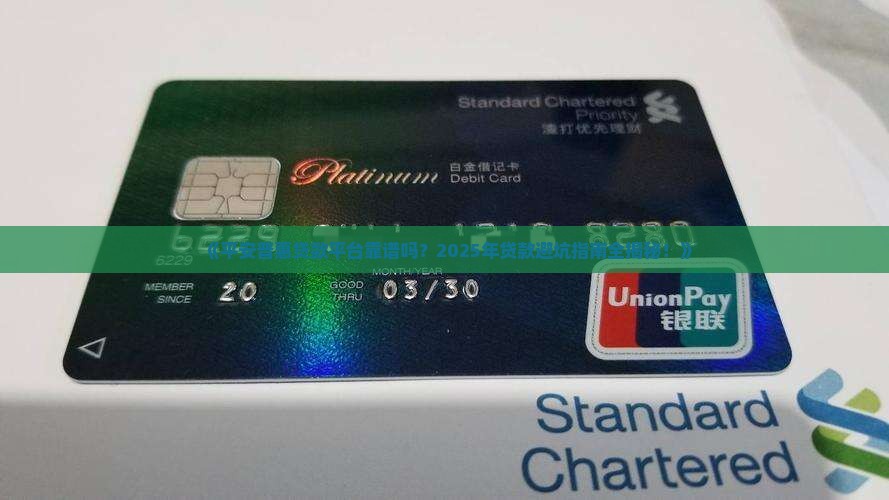 Standard Chartered
Priority
渣打优先理财
Platinum 白金借记卡
Debit Card
《平安普惠贷款平台靠谱吗？2025年贷款避坑指南全揭秘！》
6229
MONTH/YEAR
MEMBER SINCE 20 GOOD THRU 03/30
UnionPay
银联
Standard
Chartered